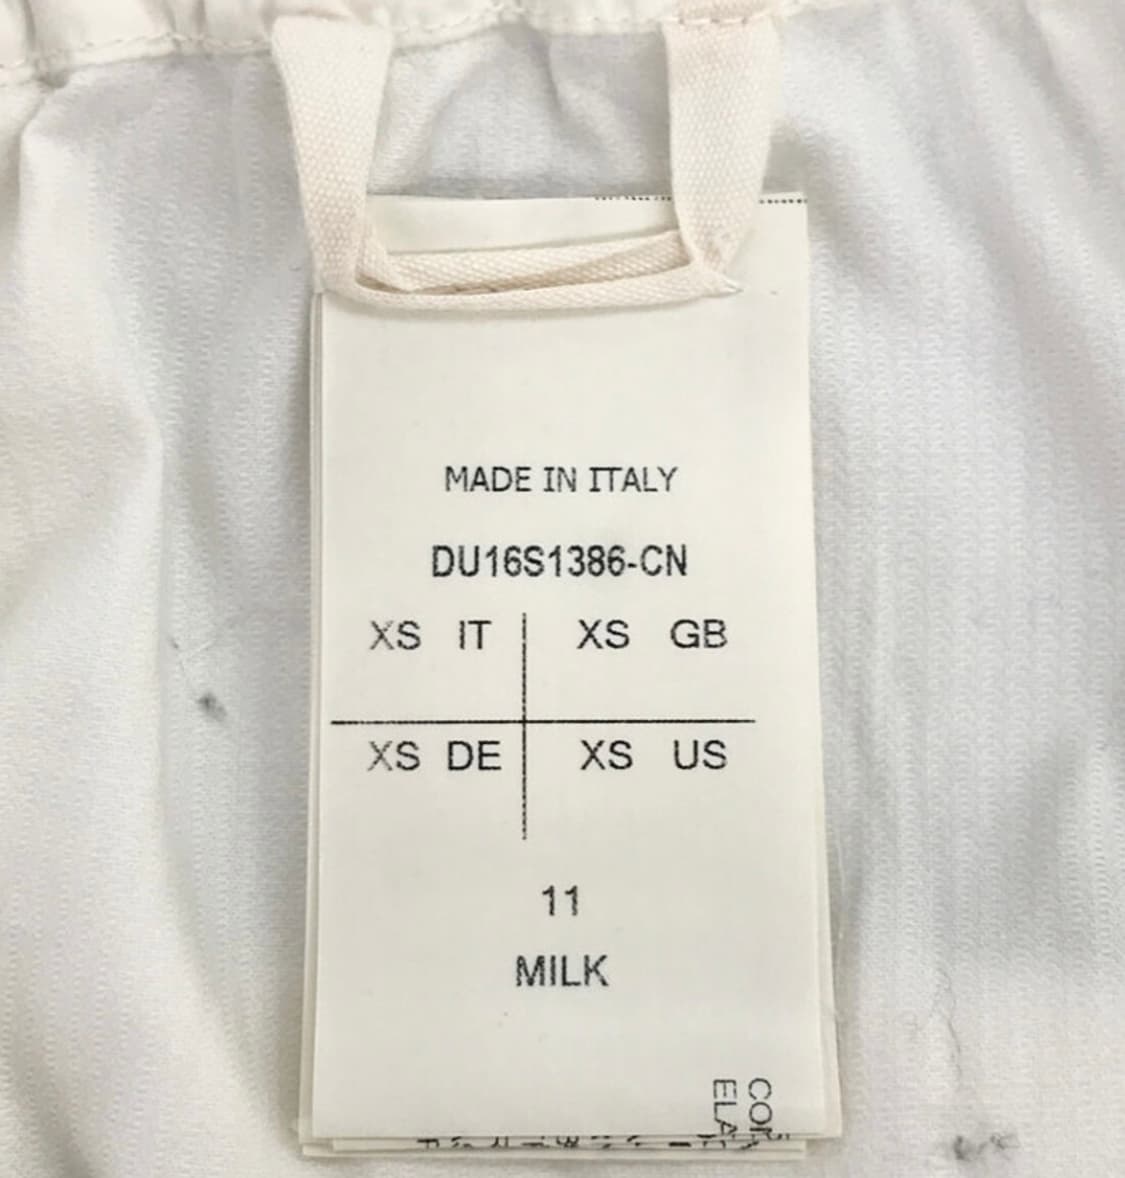 MADE IN ITALY
DU16S1386-CN
XS IT XS GB
XS DE XS US
11
MILK